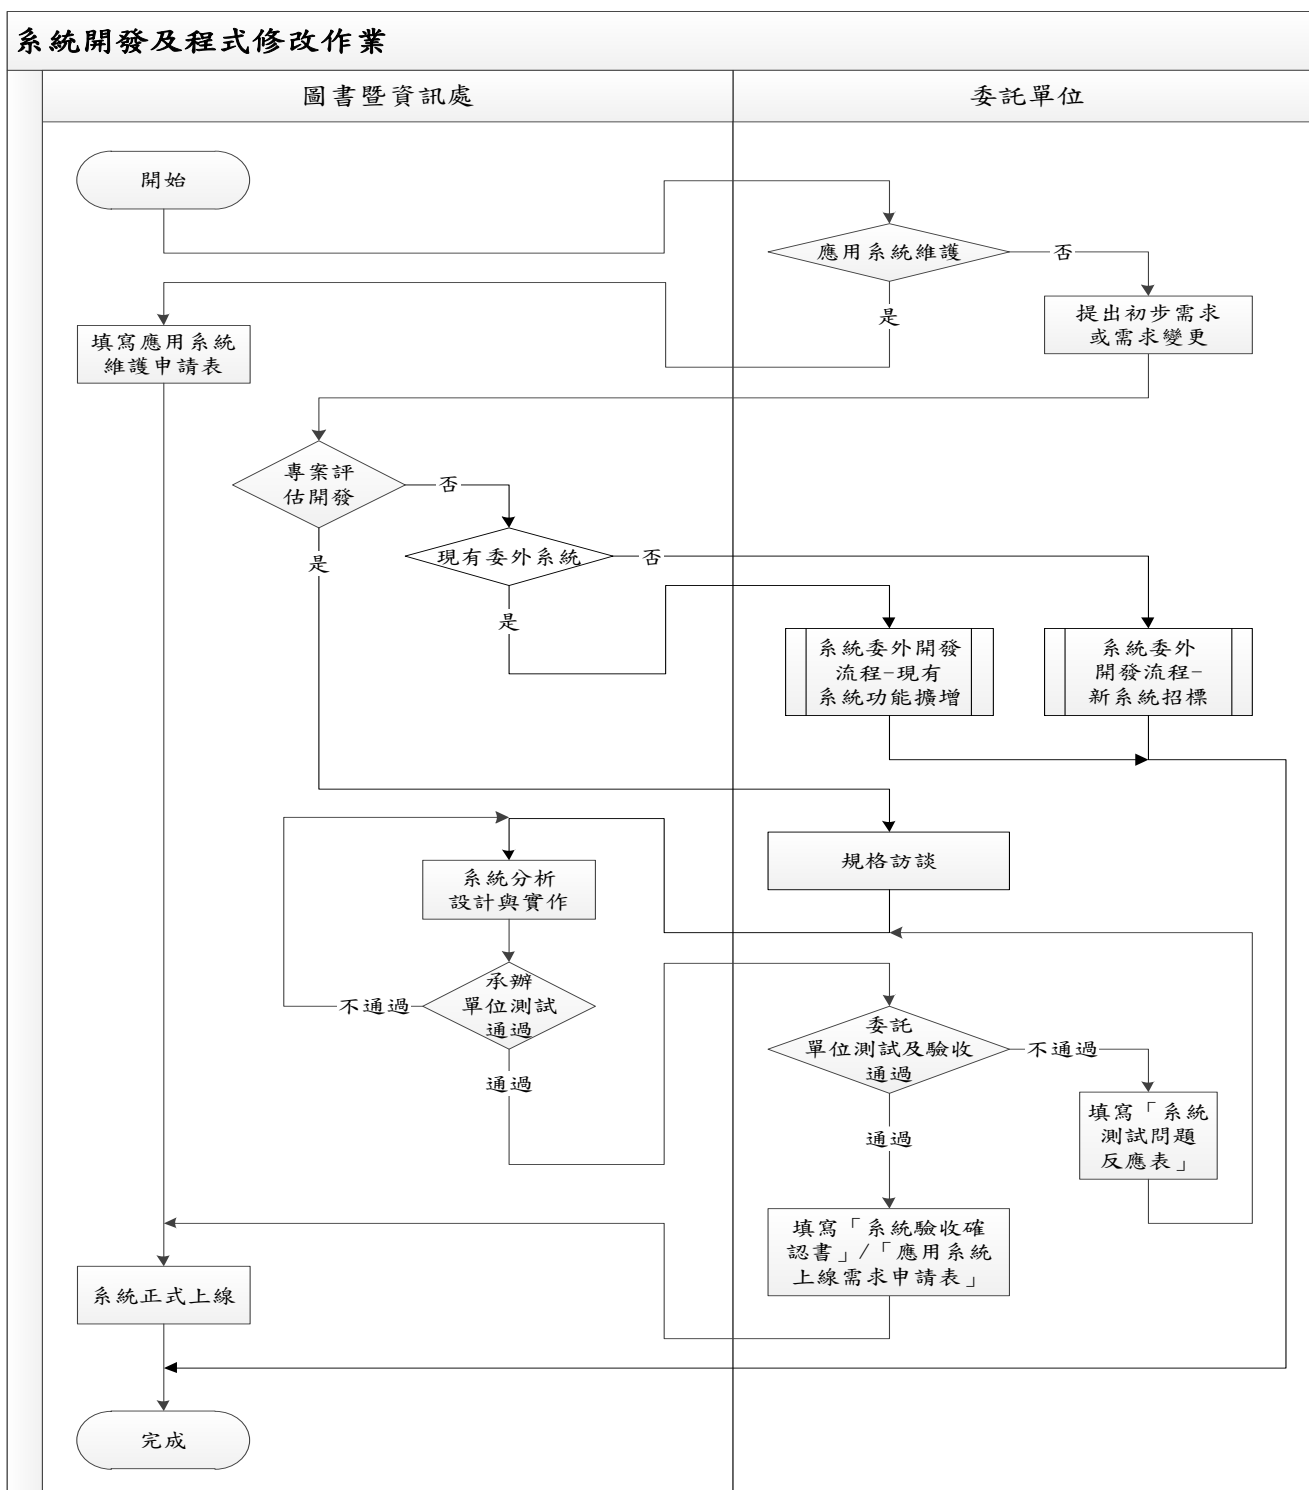 系統開發及程式修改作業
圖書暨資訊處
委託單位
開始
應用系統維護
否
是
提出初步需求
或需求變更
填寫應用系統
維護申請表
專案評
估開發
否
是
現有委外系統
否
是
系統委外開發
流程-現有
系統功能擴增
系統委外
開發流程-
新系統招標
規格訪談
系統分析
設計與實作
承辦
單位測試
通過
不通過
通過
委託
單位測試及驗收
通過
不通過
通過
填寫「系統
測試問題
反應表」
填寫「系統驗收確
認書」/「應用系統
上線需求申請表」
系統正式上線
完成